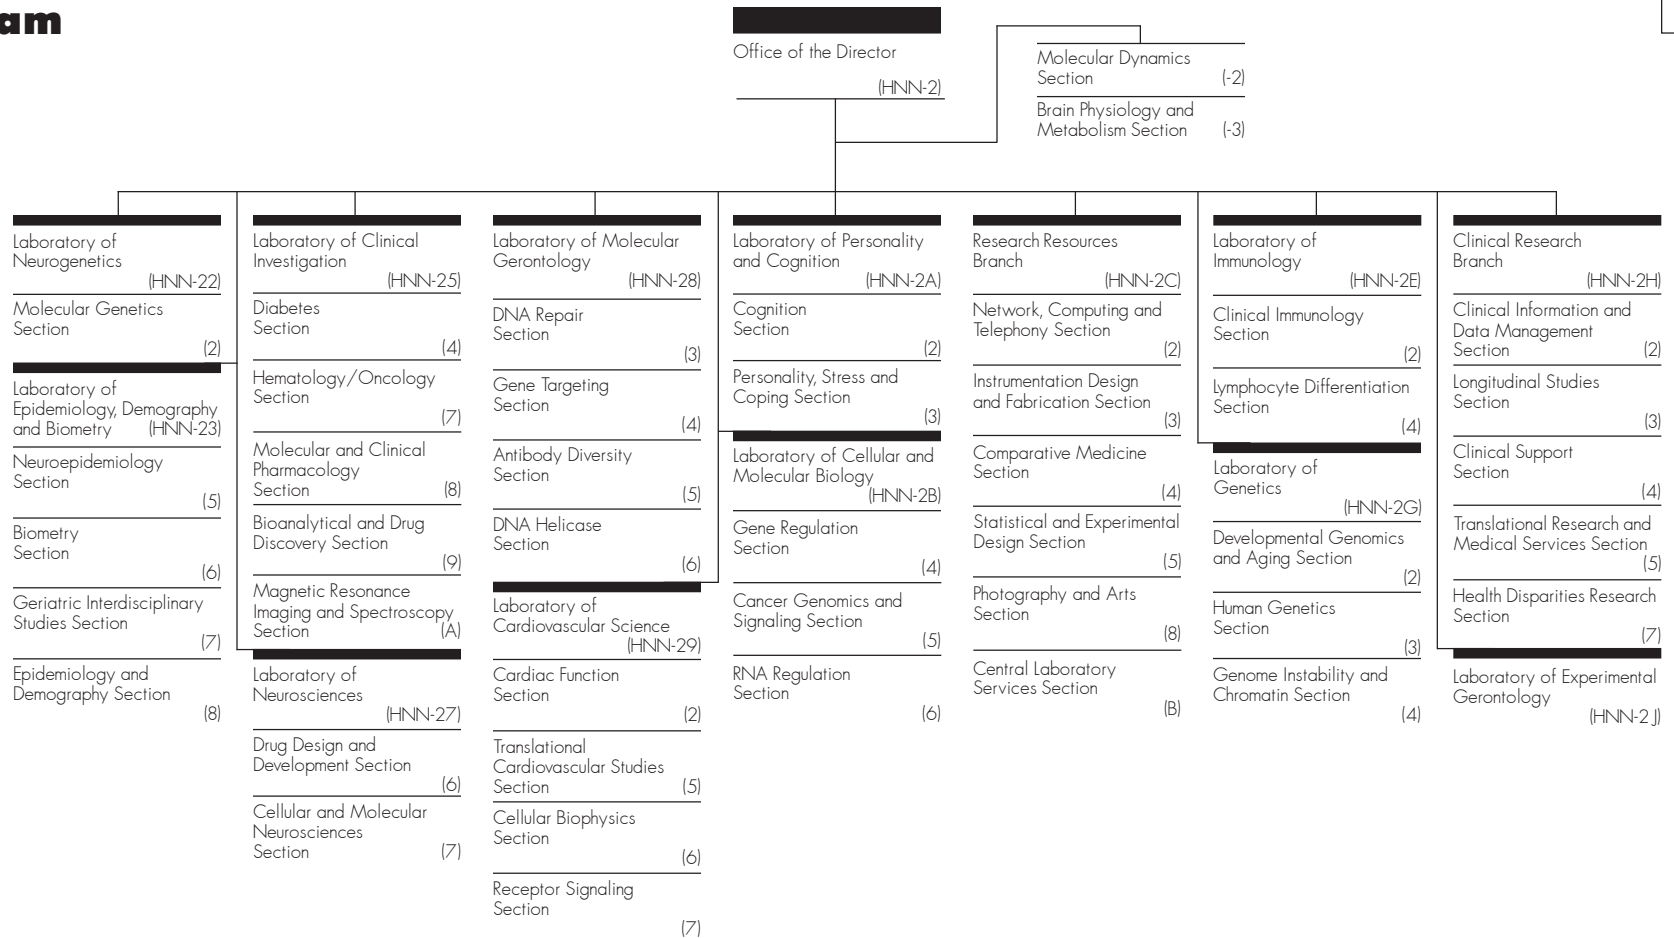 am
Office of the Director
(HNN-2)
Molecular Dynamics
Section (-2)
Brain Physiology and
Metabolism Section (-3)
Laboratory of
Neurogenetics
(HNN-22)
Molecular Genetics
Section
(2)
Laboratory of
Epidemiology, Demography
and Biometry (HNN-23)
Neuroepidemiology
Section
(5)
Biometry
Section
(6)
Geriatric Interdisciplinary
Studies Section
(7)
Epidemiology and
Demography Section
(8)
Laboratory of Clinical
Investigation
(HNN-25)
Diabetes
Section
(4)
Hematology/Oncology
Section
(7)
Molecular and Clinical
Pharmacology
Section (8)
Bioanalytical and Drug
Discovery Section
(9)
Magnetic Resonance
Imaging and Spectroscopy
Section (A)
Laboratory of
Neurosciences
(HNN-27)
Drug Design and
Development Section
(6)
Cellular and Molecular
Neurosciences
Section (7)
Laboratory of Molecular
Gerontology
(HNN-28)
DNA Repair
Section
(3)
Gene Targeting
Section
(4)
Antibody Diversity
Section
(5)
DNA Helicase
Section
(6)
Laboratory of
Cardiovascular Science
(HNN-29)
Cardiac Function
Section
(2)
Translational
Cardiovascular Studies
Section (5)
Cellular Biophysics
Section
(6)
Receptor Signaling
Section
(7)
Laboratory of Personality
and Cognition
(HNN-2A)
Cognition
Section
(2)
Personality, Stress and
Coping Section
(3)
Laboratory of Cellular and
Molecular Biology
(HNN-2B)
Gene Regulation
Section
(4)
Cancer Genomics and
Signaling Section
(5)
RNA Regulation
Section
(6)
Research Resources
Branch
(HNN-2C)
Network, Computing and
Telephony Section
(2)
Instrumentation Design
and Fabrication Section
(3)
Comparative Medicine
Section
(4)
Statistical and Experimental
Design Section
(5)
Photography and Arts
Section
(8)
Central Laboratory
Services Section
(B)
Laboratory of
Immunology
(HNN-2E)
Clinical Immunology
Section
(2)
Lymphocyte Differentiation
Section
(4)
Laboratory of
Genetics
(HNN-2G)
Developmental Genomics
and Aging Section
(2)
Human Genetics
Section
(3)
Genome Instability and
Chromatin Section
(4)
Clinical Research
Branch
(HNN-2H)
Clinical Information and
Data Management
Section (2)
Longitudinal Studies
Section
(3)
Clinical Support
Section
(4)
Translational Research and
Medical Services Section
(5)
Health Disparities Research
Section
(7)
Laboratory of Experimental
Gerontology
(HNN-2 J)